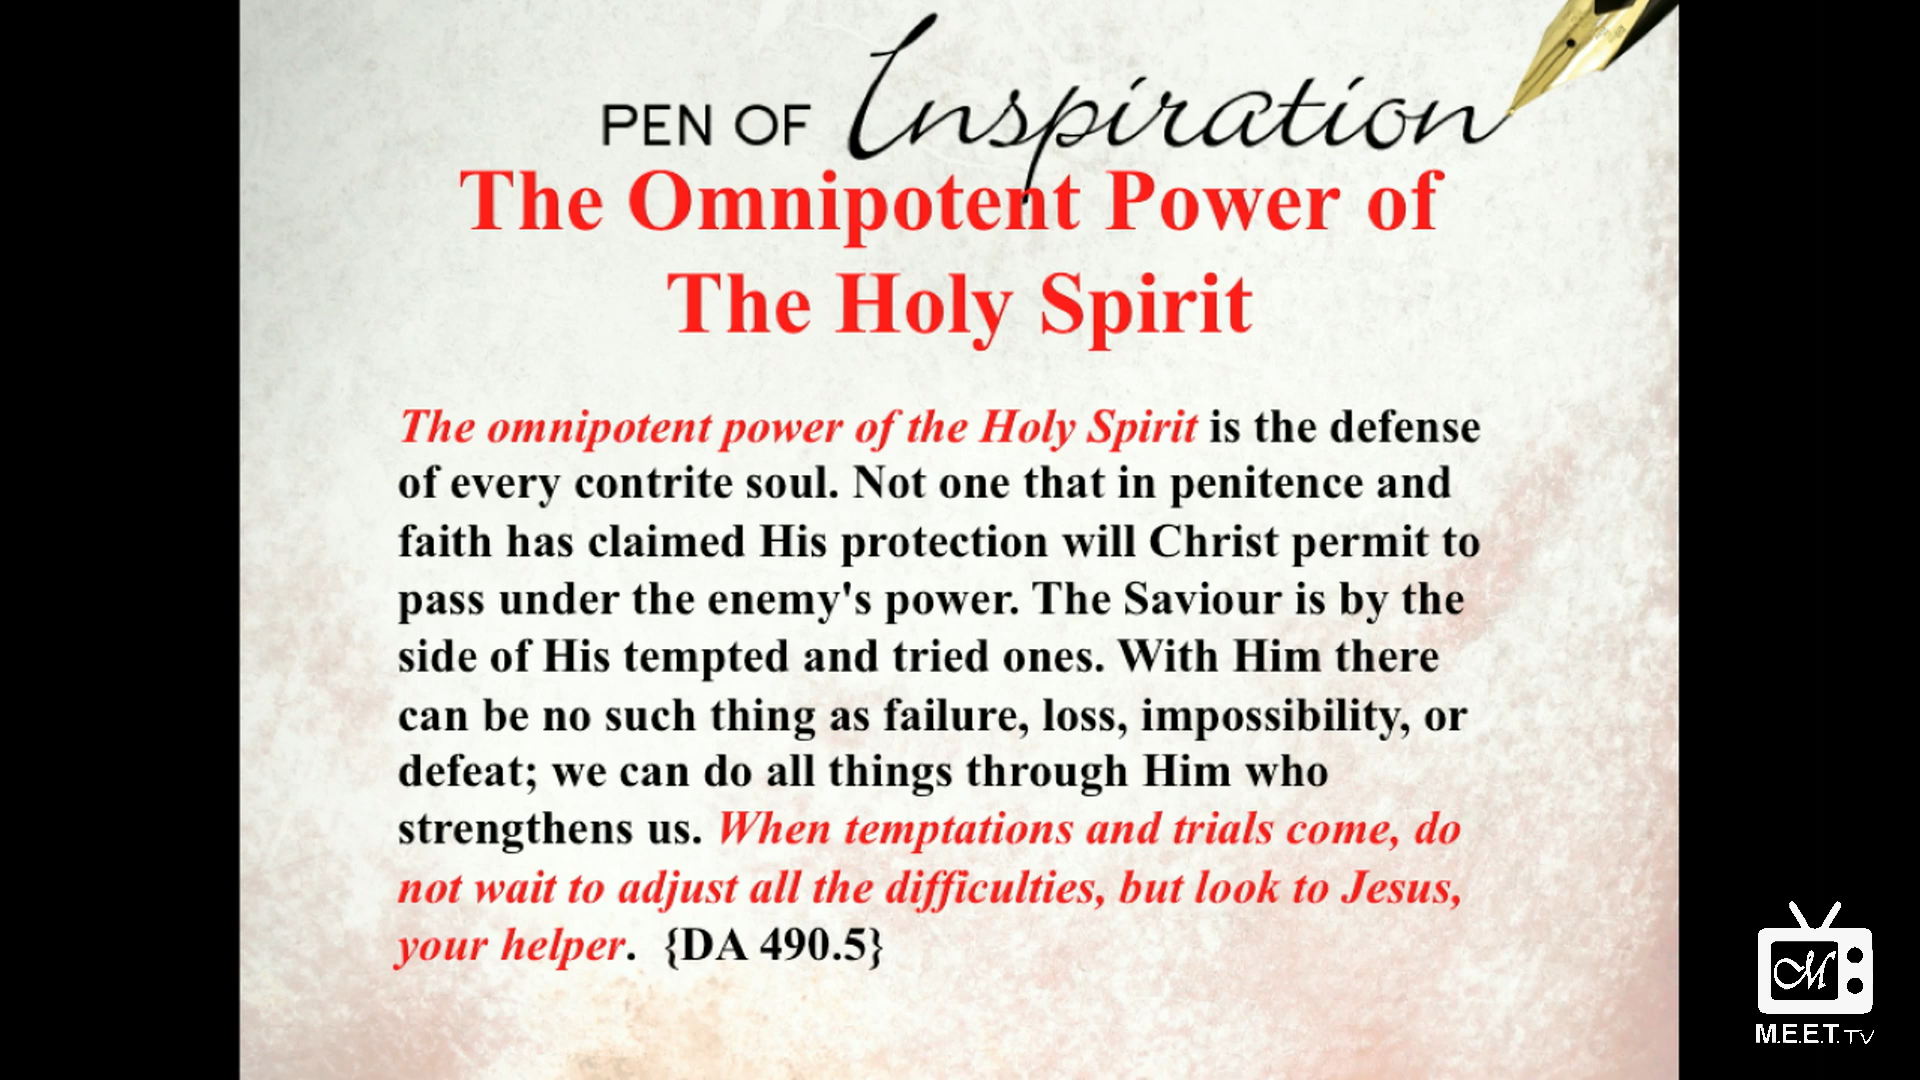 PEN OF Inspiration
The Omnipotent Power of
The Holy Spirit
The omnipotent power of the Holy Spirit is the defense
of every contrite soul. Not one that in penitence and
faith has claimed His protection will Christ permit to
pass under the enemy's power. The Saviour is by the
side of His tempted and tried ones. With Him there
can be no such thing as failure, loss, impossibility, or
defeat; we can do all things through Him who
strengthens us. When temptations and trials come, do
not wait to adjust all the difficulties, but look to Jesus,
your helper.  {DA 490.5}
M
M.E.E.T. TV